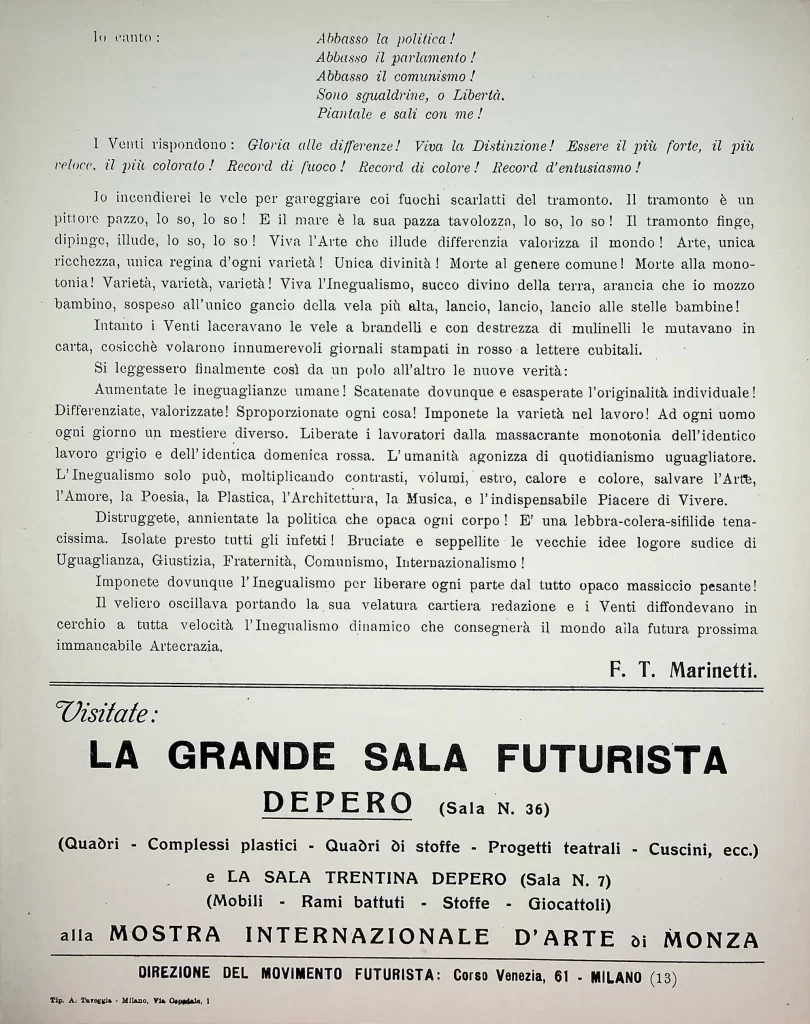 Io canto :
Abbasso la politica !
Abbasso il parlamento !
Abbasso il comunismo !
Sono sgualdrine, o Libertà.
Piantale e sali con me !
I Venti rispondono : Gloria alle differenze! Viva la Distinzione! Essere il più forte, il più
veloce, il più colorato ! Record di fuoco ! Record di colore ! Record d'entusiasmo !
Io incendierei le vele per gareggiare coi fuochi scarlatti del tramonto. Il tramonto è un
pittore pazzo, lo so, lo so ! E il mare è la sua pazza tavolozza, lo so, lo so ! Il tramonto finge,
dipinge, illude, lo so, lo so ! Viva l'Arte che illude differenzia valorizza il mondo ! Arte, unica
ricchezza, unica regina d'ogni varietà ! Unica divinità ! Morte al genere comune ! Morte alla mono-
tonia ! Varietà, varietà, varietà ! Viva l'Inegualismo, succo divino della terra, arancia che io mozzo
bambino, sospeso all'unico gancio della vela più alta, lancio, lancio, lancio alle stelle bambine !
Intanto i Venti laceravano le vele a brandelli e con destrezza di mulinelli le mutavano in
carta, cosicchè volarono innumerevoli giornali stampati in rosso a lettere cubitali.
Si leggessero finalmente così da un polo all'altro le nuove verità:
Aumentate le ineguaglianze umane ! Scatenate dovunque e esasperate l'originalità individuale !
Differenziate, valorizzate! Sproporzionate ogni cosa! Imponete la varietà nel lavoro! Ad ogni uomo
ogni giorno un mestiere diverso. Liberate i lavoratori dalla massacrante monotonia dell'identico
lavoro grigio e dell'identica domenica rossa. L'umanità agonizza di quotidianismo uguagliatore.
L'Inegualismo solo può, moltiplicando contrasti, volumi, estro, calore e colore, salvare l'Arte,
l'Amore, la Poesia, la Plastica, l'Architettura, la Musica, e l'indispensabile Piacere di Vivere.
Distruggete, annientate la politica che opaca ogni corpo ! E' una lebbra-colera-sifilide tena-
cissima. Isolate presto tutti gli infetti ! Bruciate e seppellite le vecchie idee logore sudice di
Uguaglianza, Giustizia, Fraternità, Comunismo, Internazionalismo !
Imponete dovunque l'Inegualismo per liberare ogni parte dal tutto opaco massiccio pesante!
Il veliero oscillava portando la sua velatura cartiera redazione e i Venti diffondevano in
cerchio a tutta velocità l'Inegualismo dinamico che consegnerà il mondo alla futura prossima
immancabile Artecrazia.
F. T. Marinetti.
Visitate:
LA GRANDE SALA FUTURISTA
DEPERO (Sala N. 36)
(Quadri - Complessi plastici - Quadri di stoffe - Progetti teatrali - Cuscini, ecc.)
e LA SALA TRENTINA DEPERO (Sala N. 7)
(Mobili - Rami battuti - Stoffe - Giocattoli)
alla MOSTRA INTERNAZIONALE D'ARTE di MONZA
DIREZIONE DEL MOVIMENTO FUTURISTA: Corso Venezia, 61 - MILANO (13)
Tip. A. Taveggia - Milano, Via Ospedale, 1